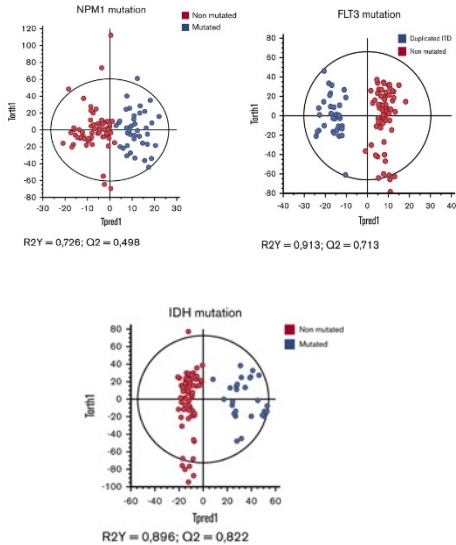 NPM1 mutation
Non mutated
Mutated
120
100
80
60
40
20
0
-20
-40
-60
-80
Torth1
-30 -20 -10 0 10 20 30
Tpred1
R2Y = 0,726; Q2 = 0,498
FLT3 mutation
Duplicated ITD
Non mutated
80
60
40
20
0
-20
-40
-60
-80
Torth1
-40 -30 -20 -10 0 10 20 30 40
Tpred1
R2Y = 0,913; Q2 = 0,713
IDH mutation
Non mutated
Mutated
80
60
40
20
0
-20
-40
-60
-80
-100
Torth1
-60 -40 -20 0 20 40 60
Tpred1
R2Y = 0,896; Q2 = 0,822